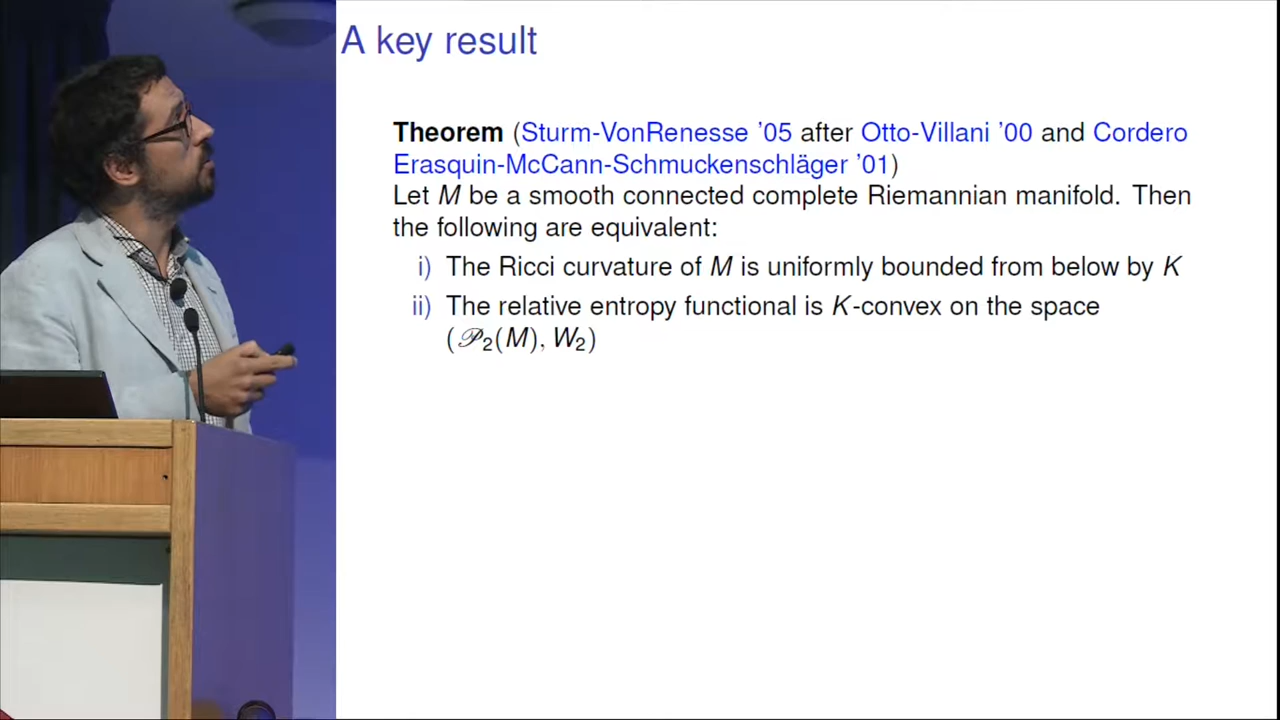 A key result
Theorem (Sturm-VonRenesse '05 after Otto-Villani '00 and Cordero
Erasquin-McCann-Schmuckenschläger '01)
Let M be a smooth connected complete Riemannian manifold. Then
the following are equivalent:
i) The Ricci curvature of M is uniformly bounded from below by K
ii) The relative entropy functional is K-convex on the space
(𝒫₂(M), W₂)